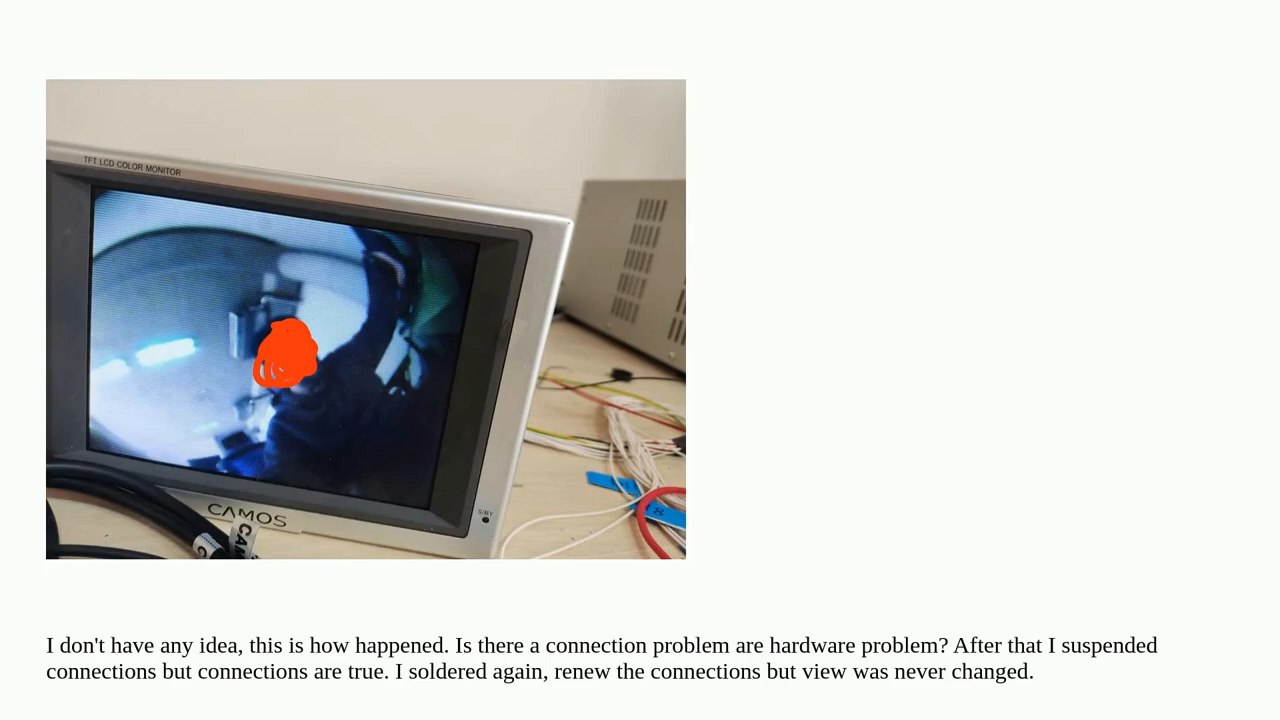 TFT LCD COLOR MONITOR
CAMOS
S/BY
8
I don't have any idea, this is how happened. Is there a connection problem are hardware problem? After that I suspended
connections but connections are true. I soldered again, renew the connections but view was never changed.